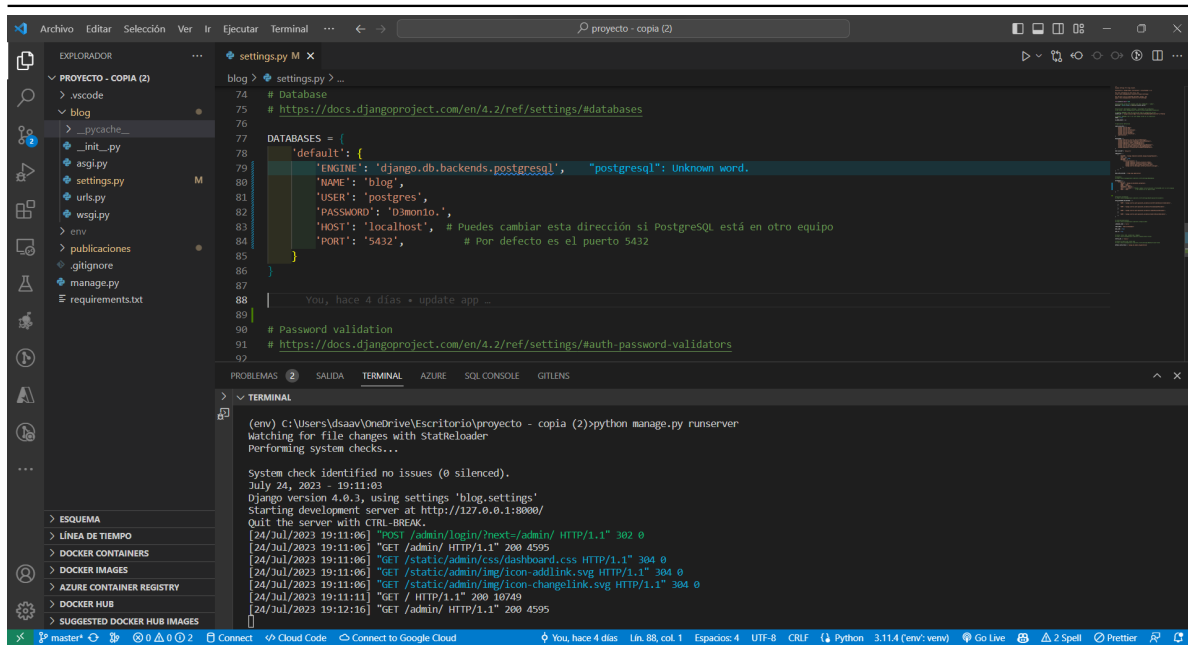 Archivo Editar Selección Ver Ir Ejecutar Terminal ··· proyecto - copia (2)
EXPLORADOR ···
PROYECTO - COPIA (2)
.vscode
blog
__pycache__
__init__.py
asgi.py
settings.py M
urls.py
wsgi.py
env
publicaciones
.gitignore
manage.py
requirements.txt
ESQUEMA
LÍNEA DE TIEMPO
DOCKER CONTAINERS
DOCKER IMAGES
AZURE CONTAINER REGISTRY
DOCKER HUB
SUGGESTED DOCKER HUB IMAGES
2
settings.py M
blog > settings.py > ...
74 # Database
75 # https://docs.djangoproject.com/en/4.2/ref/settings/#databases
76
77 DATABASES = {
78 'default': {
79 'ENGINE': 'django.db.backends.postgresql', "postgresql": Unknown word.
80 'NAME': 'blog',
81 'USER': 'postgres',
82 'PASSWORD': 'D3mon1o.',
83 'HOST': 'localhost', # Puedes cambiar esta dirección si PostgreSQL está en otro equipo
84 'PORT': '5432', # Por defecto es el puerto 5432
85 }
86 }
87
88 You, hace 4 días • update app …
89
90 # Password validation
91 # https://docs.djangoproject.com/en/4.2/ref/settings/#auth-password-validators
92
PROBLEMAS 2 SALIDA TERMINAL AZURE SQL CONSOLE GITLENS
TERMINAL
(env) C:\Users\dsaav\OneDrive\Escritorio\proyecto - copia (2)>python manage.py runserver
Watching for file changes with StatReloader
Performing system checks...
System check identified no issues (0 silenced).
July 24, 2023 - 19:11:03
Django version 4.0.3, using settings 'blog.settings'
Starting development server at http://127.0.0.1:8000/
Quit the server with CTRL-BREAK.
[24/Jul/2023 19:11:06] "POST /admin/login/?next=/admin/ HTTP/1.1" 302 0
[24/Jul/2023 19:11:06] "GET /admin/ HTTP/1.1" 200 4595
[24/Jul/2023 19:11:06] "GET /static/admin/css/dashboard.css HTTP/1.1" 304 0
[24/Jul/2023 19:11:06] "GET /static/admin/img/icon-addlink.svg HTTP/1.1" 304 0
[24/Jul/2023 19:11:06] "GET /static/admin/img/icon-changelink.svg HTTP/1.1" 304 0
[24/Jul/2023 19:11:11] "GET / HTTP/1.1" 200 10749
[24/Jul/2023 19:12:16] "GET /admin/ HTTP/1.1" 200 4595
master* 0 0 2 Connect Cloud Code Connect to Google Cloud You, hace 4 días Lín. 88, col. 1 Espacios: 4 UTF-8 CRLF Python 3.11.4 ('env': venv) Go Live 2 Spell Prettier